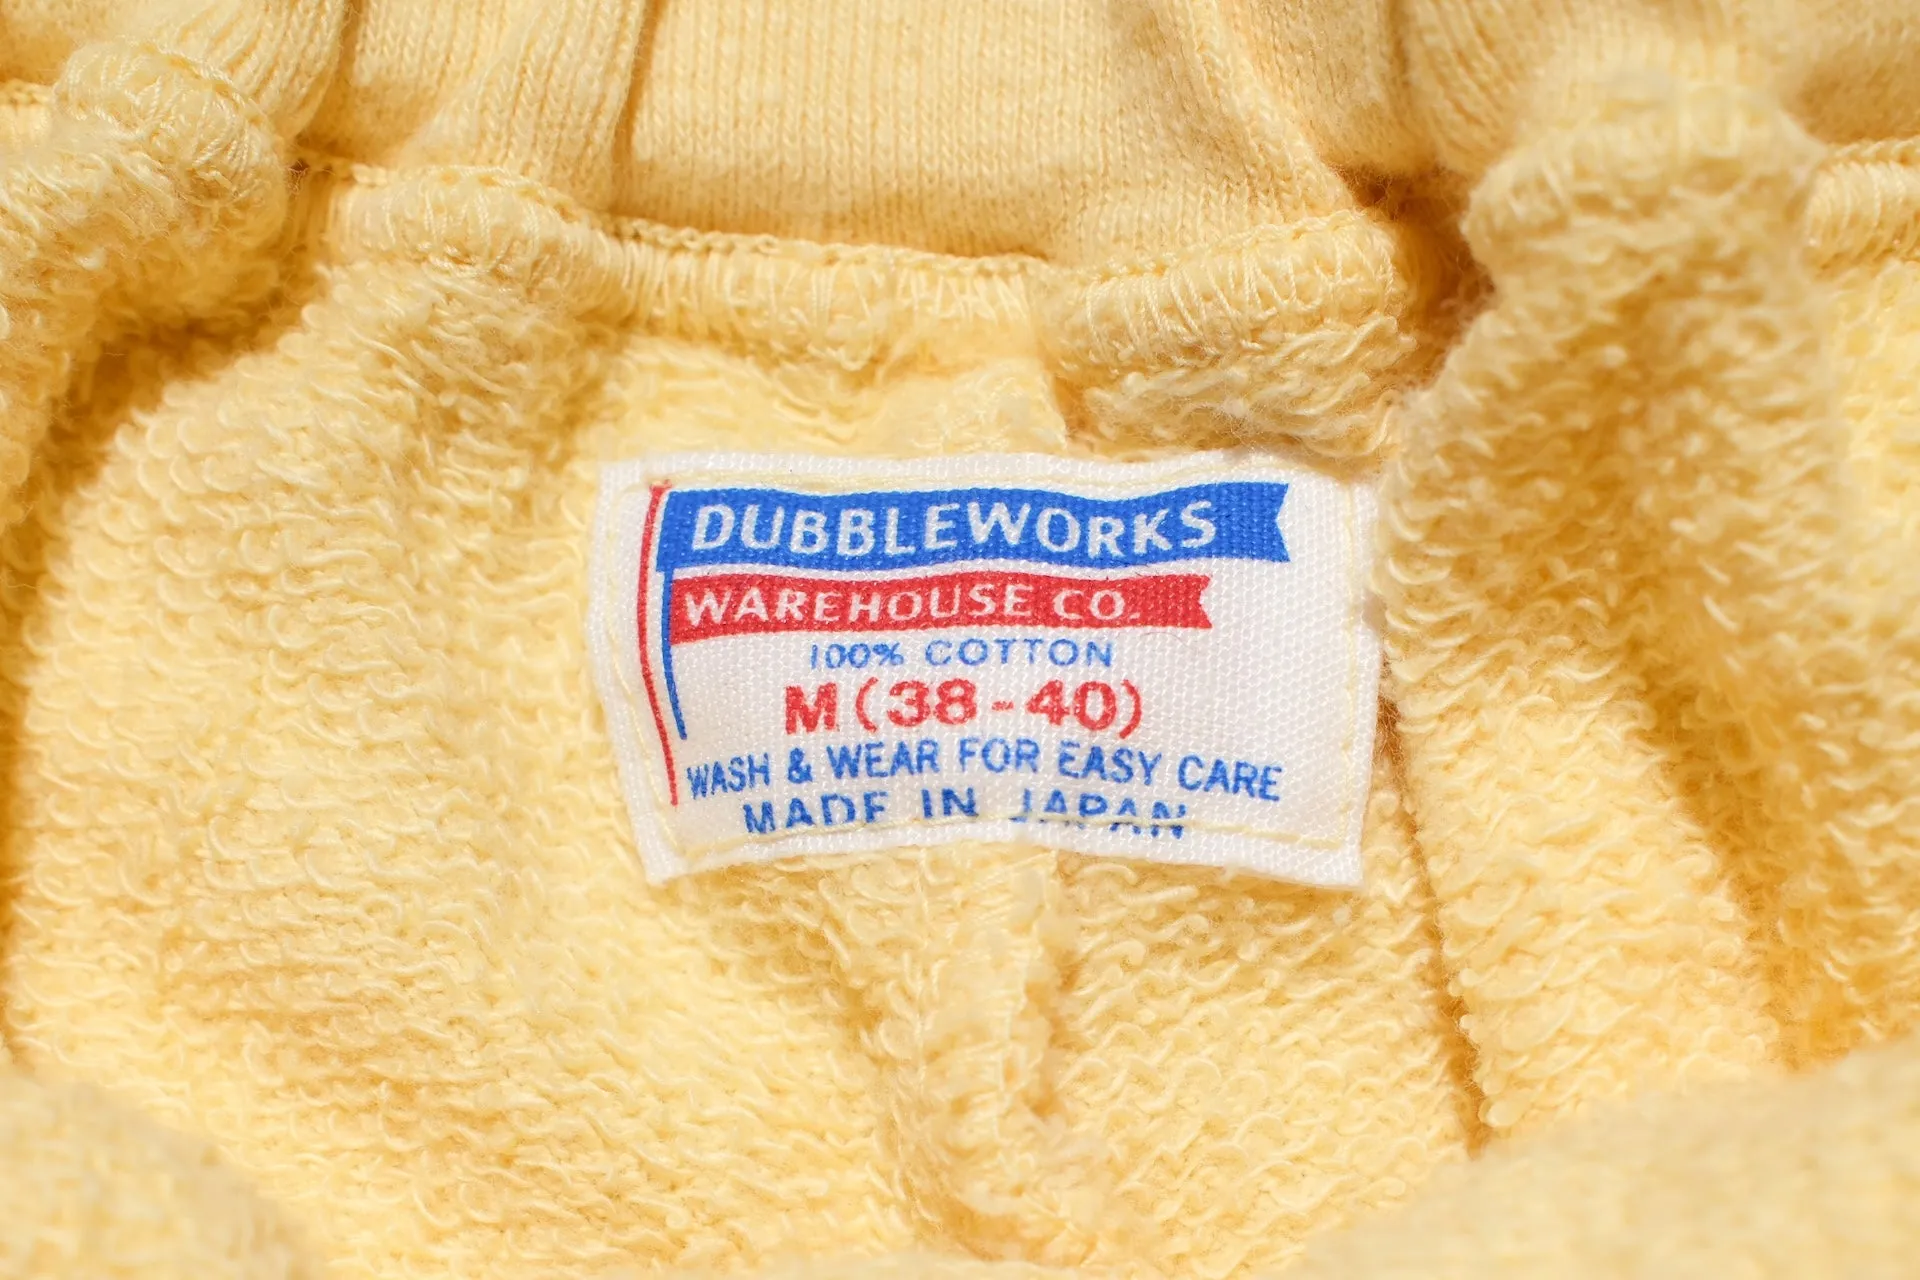 DUBBLEWORKS
WAREHOUSE CO.
100% COTTON
M (38-40)
WASH & WEAR FOR EASY CARE
MADE IN JAPAN